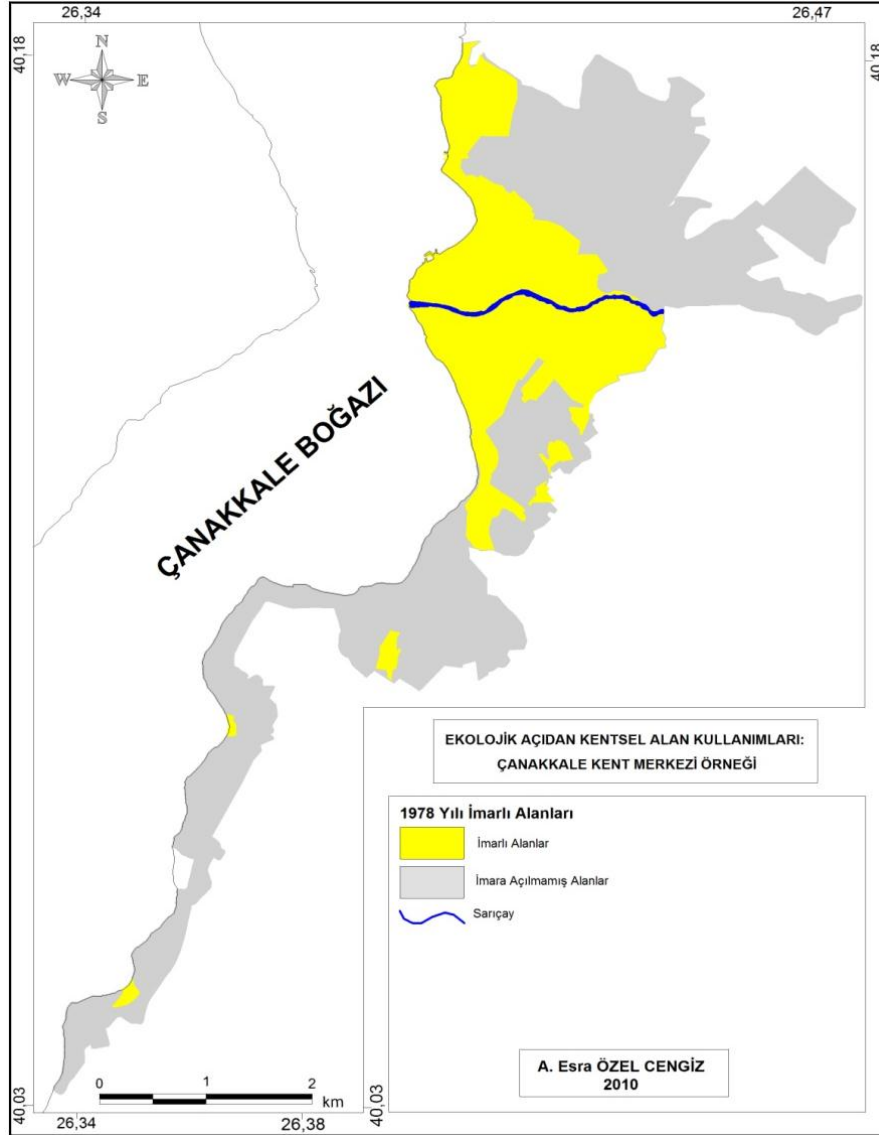 26,34
26,47
40,18
40,18
N
W E
S
ÇANAKKALE BOĞAZI
EKOLOJİK AÇIDAN KENTSEL ALAN KULLANIMLARI:
ÇANAKKALE KENT MERKEZİ ÖRNEĞİ
1978 Yılı İmarlı Alanları
İmarlı Alanlar
İmara Açılmamış Alanlar
Sarıçay
A. Esra ÖZEL CENGİZ
2010
0 1 2
km
40,03
40,03
26,34
26,38